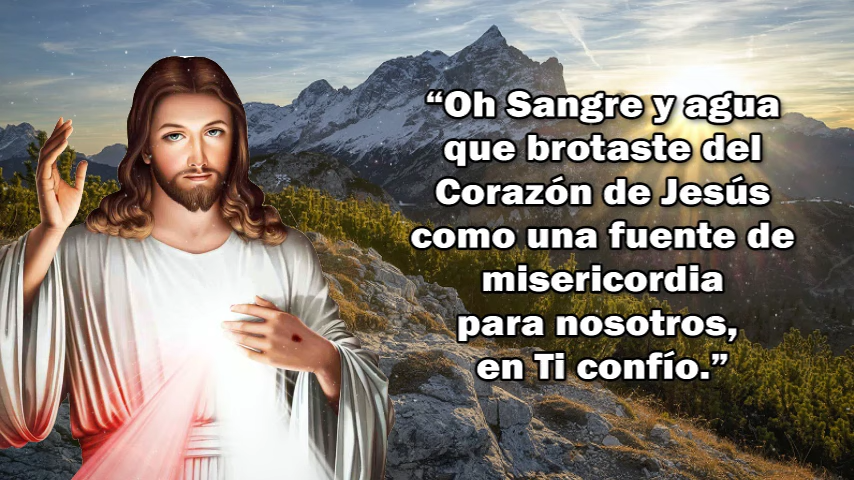 “Oh Sangre y agua
que brotaste del
Corazón de Jesús
como una fuente de
misericordia
para nosotros,
en Ti confío.”